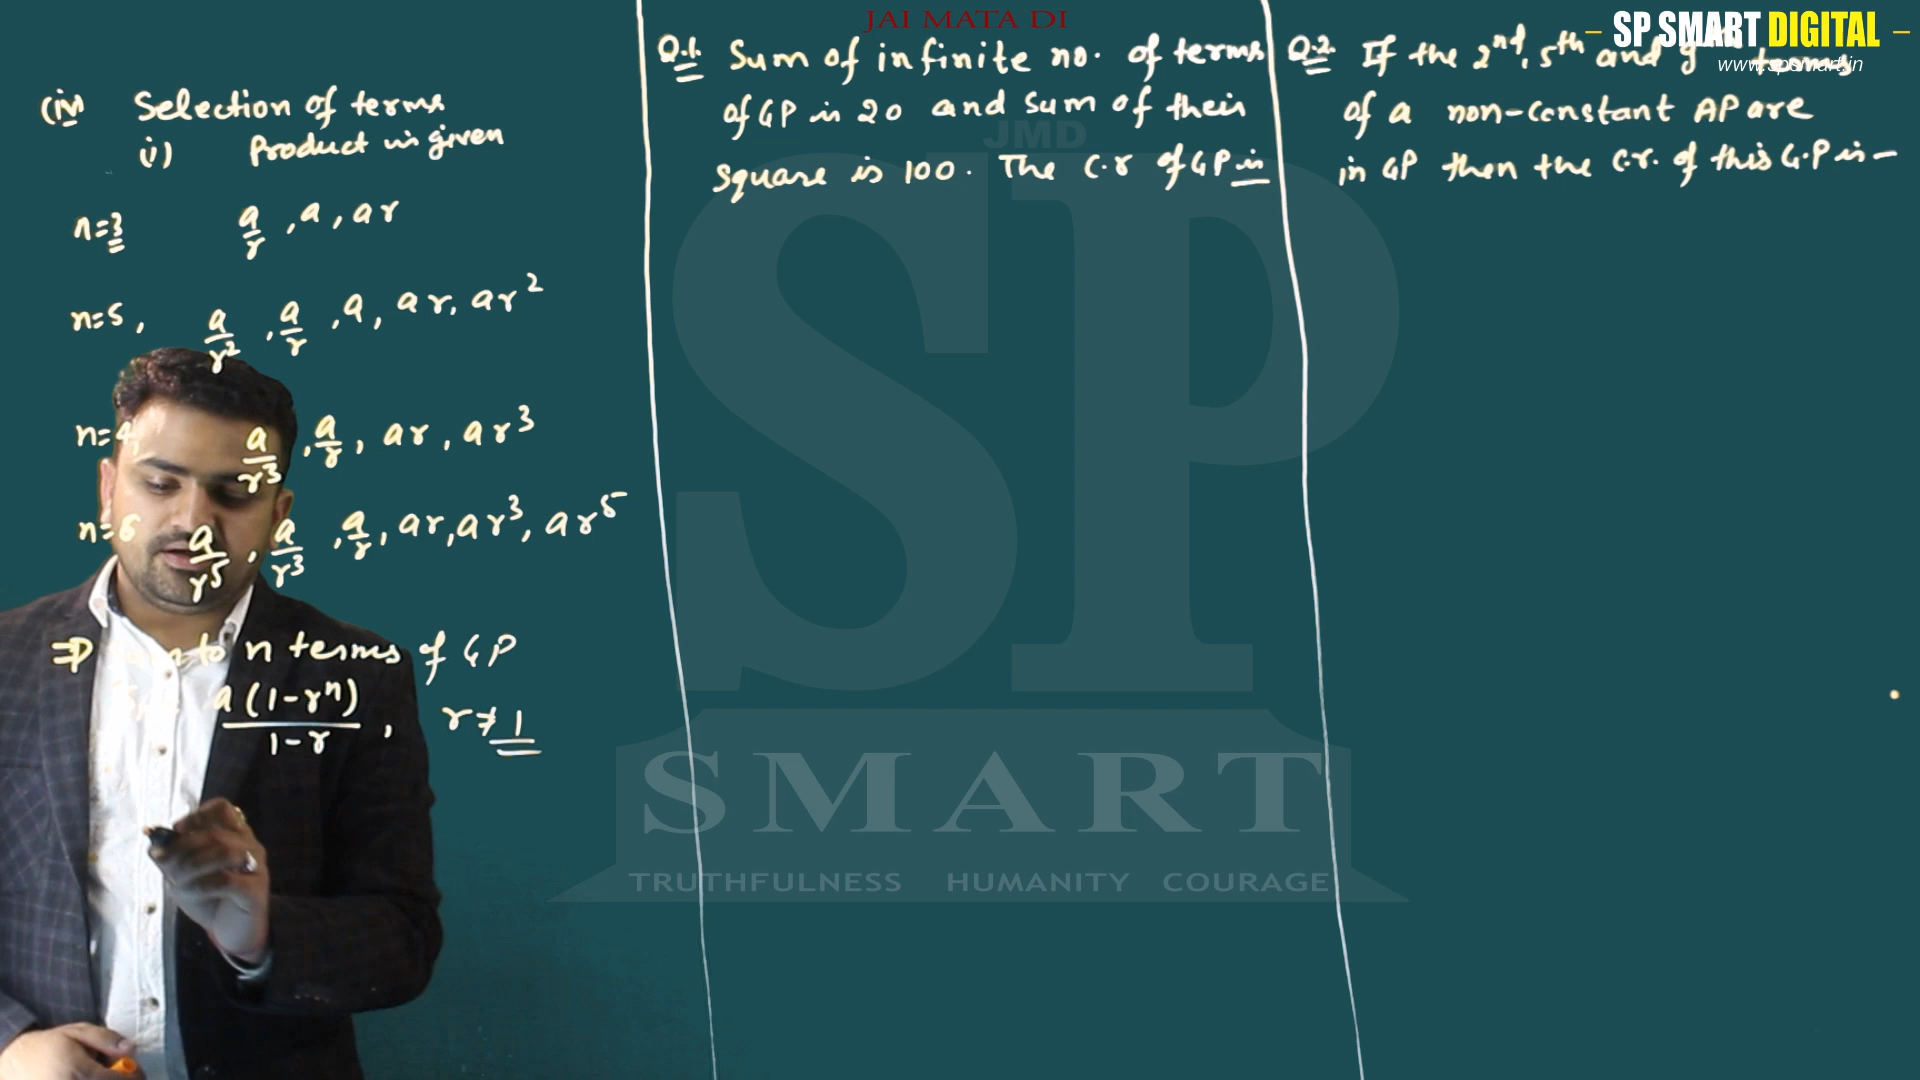 JAI MATA DI
SP SMART DIGITAL
www.spsmart.in
(iv) Selection of terms
(i) Product is given
n=3 a/r, a, ar
n=5, a/r², a/r, a, ar, ar²
n=4, a/r³, a/r, ar, ar³
n=6 a/r⁵, a/r³, a/r, ar, ar³, ar⁵
⇒ to n terms of GP
a(1-rⁿ)/1-r, r≠1
Q.1. Sum of infinite no. of terms
of GP is 20 and sum of their
square is 100. The C.r of GP is
Q.2. If the 2nd, 5th and
of a non-constant AP are
in GP then the C.r. of this G.P is-
JMD
SP
SMART
TRUTHFULNESS HUMANITY COURAGE